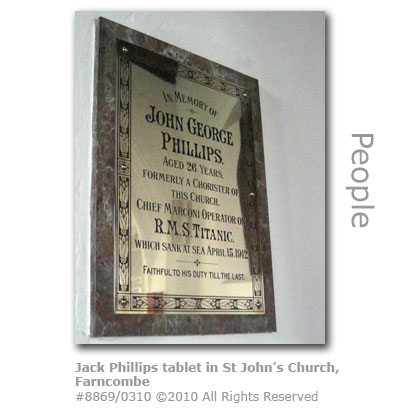 In Memory of
John George
Phillips,
Aged 26 Years,
formerly a Chorister of
this Church,
Chief Marconi Operator on
R.M.S. Titanic,
which sank at sea April 15, 1912.
Faithful to his duty till the last.
People
Jack Phillips tablet in St John's Church,
Farncombe
#8869/0310 ©2010 All Rights Reserved